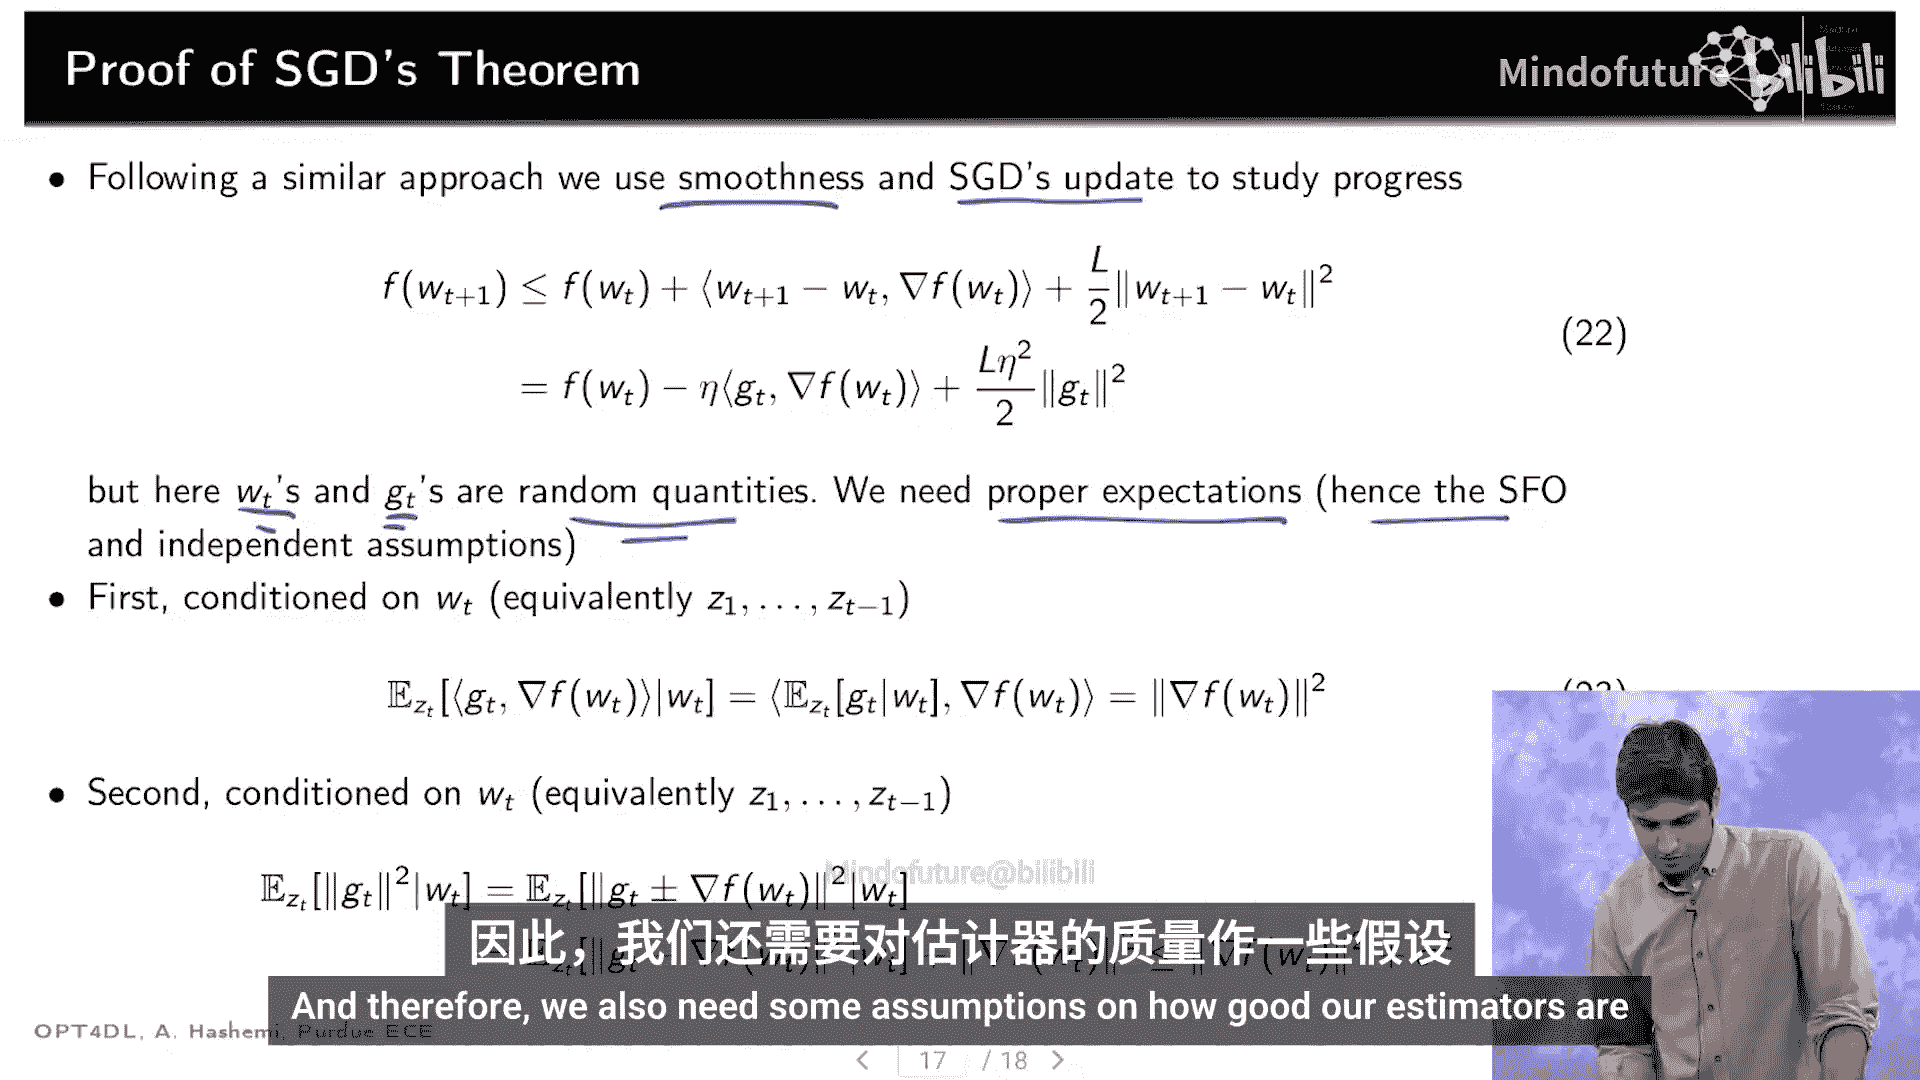 Proof of SGD's Theorem
Mindofuture bilibili
• Following a similar approach we use smoothness and SGD's update to study progress
f(w_{t+1}) ≤ f(w_t) + ⟨w_{t+1} − w_t, ∇f(w_t)⟩ + L/2 ‖w_{t+1} − w_t‖²
= f(w_t) − η⟨g_t, ∇f(w_t)⟩ + Lη²/2 ‖g_t‖²
(22)
but here w_t's and g_t's are random quantities. We need proper expectations (hence the SFO
and independent assumptions)
• First, conditioned on w_t (equivalently z_1, . . . , z_{t−1})
𝔼_{z_t}[⟨g_t, ∇f(w_t)⟩|w_t] = ⟨𝔼_{z_t}[g_t|w_t], ∇f(w_t)⟩ = ‖∇f(w_t)‖²
• Second, conditioned on w_t (equivalently z_1, . . . , z_{t−1})
Mindofuture@bilibili
𝔼_{z_t}[‖g_t‖²|w_t] = 𝔼_{z_t}[‖g_t ± ∇f(w_t)‖²|w_t]
因此，我们还需要对估计器的质量作一些假设
And therefore, we also need some assumptions on how good our estimators are
OPT4DL, A. Hashemi, Purdue ECE
17 / 18